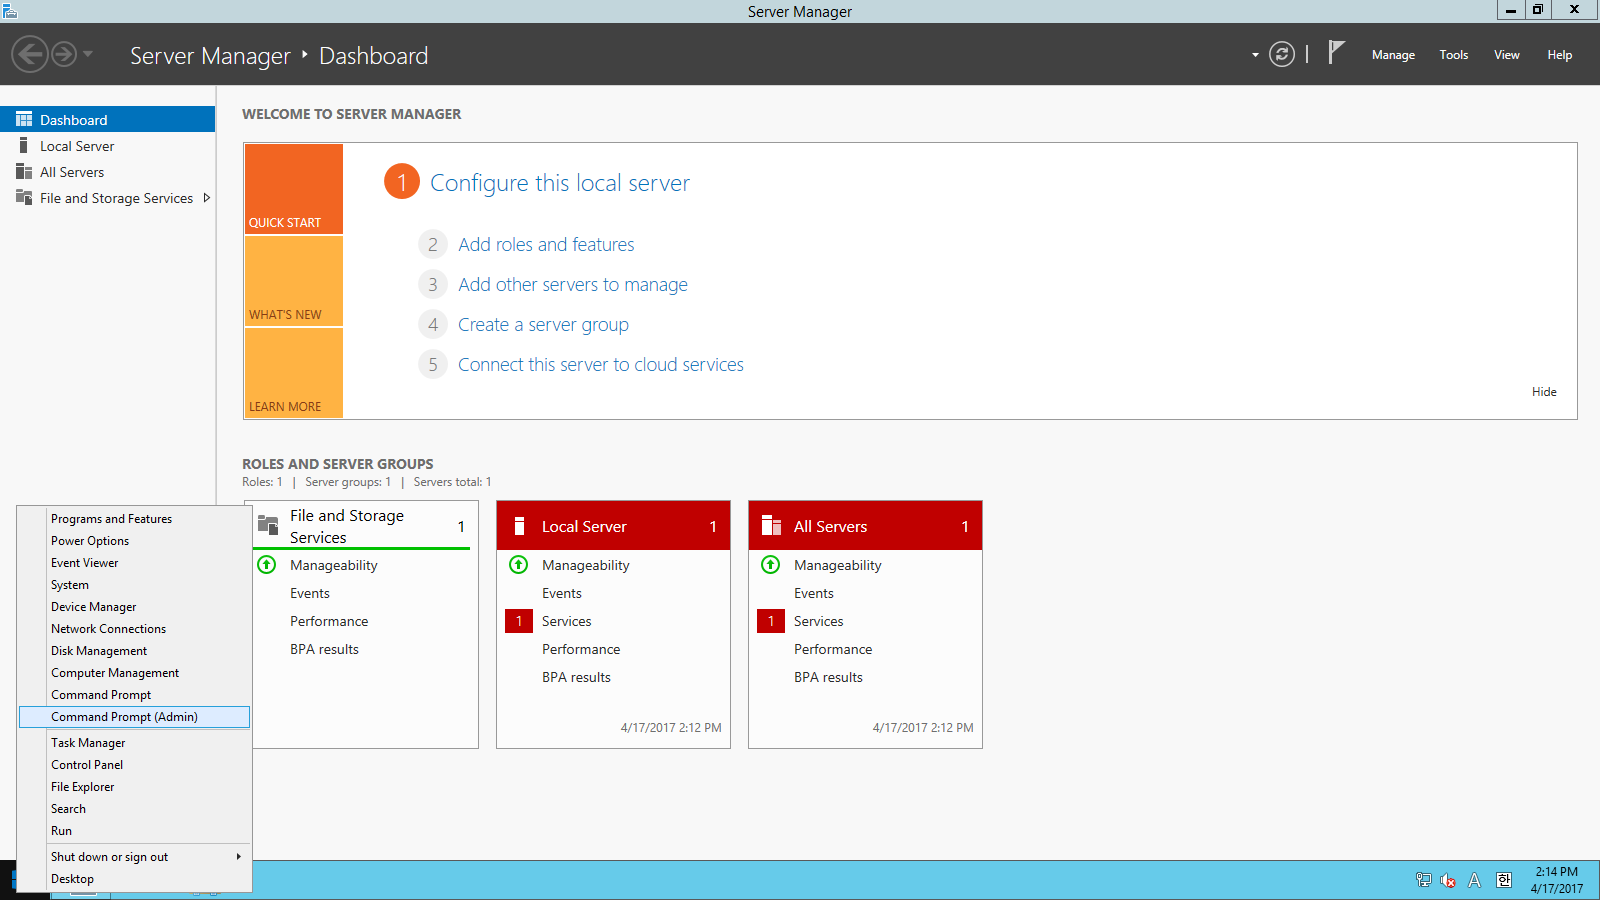 Server Manager
Server Manager ‣ Dashboard
Manage
Tools
View
Help
Dashboard
Local Server
All Servers
File and Storage Services
WELCOME TO SERVER MANAGER
QUICK START
WHAT'S NEW
LEARN MORE
1 Configure this local server
2 Add roles and features
3 Add other servers to manage
4 Create a server group
5 Connect this server to cloud services
Hide
ROLES AND SERVER GROUPS
Roles: 1 | Server groups: 1 | Servers total: 1
File and Storage
Services
1
Manageability
Events
Performance
BPA results
Local Server 1
Manageability
Events
1 Services
Performance
BPA results
4/17/2017 2:12 PM
All Servers 1
Manageability
Events
1 Services
Performance
BPA results
4/17/2017 2:12 PM
Programs and Features
Power Options
Event Viewer
System
Device Manager
Network Connections
Disk Management
Computer Management
Command Prompt
Command Prompt (Admin)
Task Manager
Control Panel
File Explorer
Search
Run
Shut down or sign out
Desktop
A
한
2:14 PM
4/17/2017